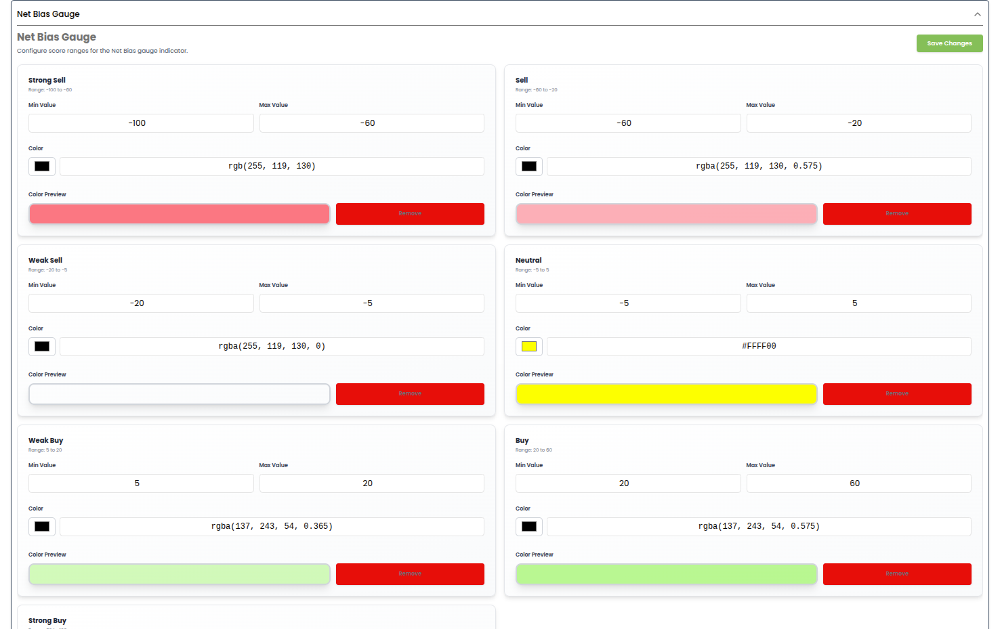 Net Bias Gauge
Net Bias Gauge
Configure score ranges for the Net Bias gauge indicator.
Save Changes
Strong Sell
Range: -100 to -60
Min Value
Max Value
-100
-60
Color
rgb(255, 119, 130)
Color Preview
Remove
Sell
Range: -60 to -20
Min Value
Max Value
-60
-20
Color
rgba(255, 119, 130, 0.575)
Color Preview
Remove
Weak Sell
Range: -20 to -5
Min Value
Max Value
-20
-5
Color
rgba(255, 119, 130, 0)
Color Preview
Remove
Neutral
Range: -5 to 5
Min Value
Max Value
-5
5
Color
#FFFF00
Color Preview
Remove
Weak Buy
Range: 5 to 20
Min Value
Max Value
5
20
Color
rgba(137, 243, 54, 0.365)
Color Preview
Remove
Buy
Range: 20 to 60
Min Value
Max Value
20
60
Color
rgba(137, 243, 54, 0.575)
Color Preview
Remove
Strong Buy